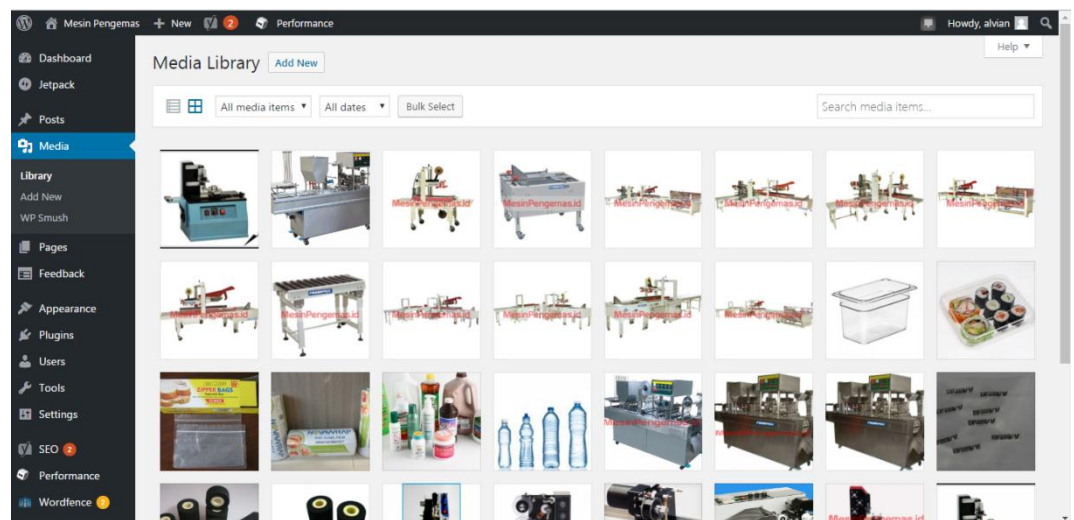 Mesin Pengemas + New 2 Performance
Howdy, alvian
Help ▼
Dashboard
Jetpack
Posts
Media
Library
Add New
WP Smush
Pages
Feedback
Appearance
Plugins
Users
Tools
Settings
SEO 2
Performance
Wordfence 2
Media Library Add New
All media items All dates Bulk Select
Search media items...
MesinPengemas.id
MesinPengemas.id
MesinPengemas.id
MesinPengemas.id
MesinPengemas.id
MesinPengemas.id
MesinPengemas.id
MesinPengemas.id
MesinPengemas.id
MesinPengemas.id
MesinPengemas.id
MesinPengemas.id
ZIPPER BAGS
MesinPengemas.id
MesinPengemas.id
MesinPengemas.id